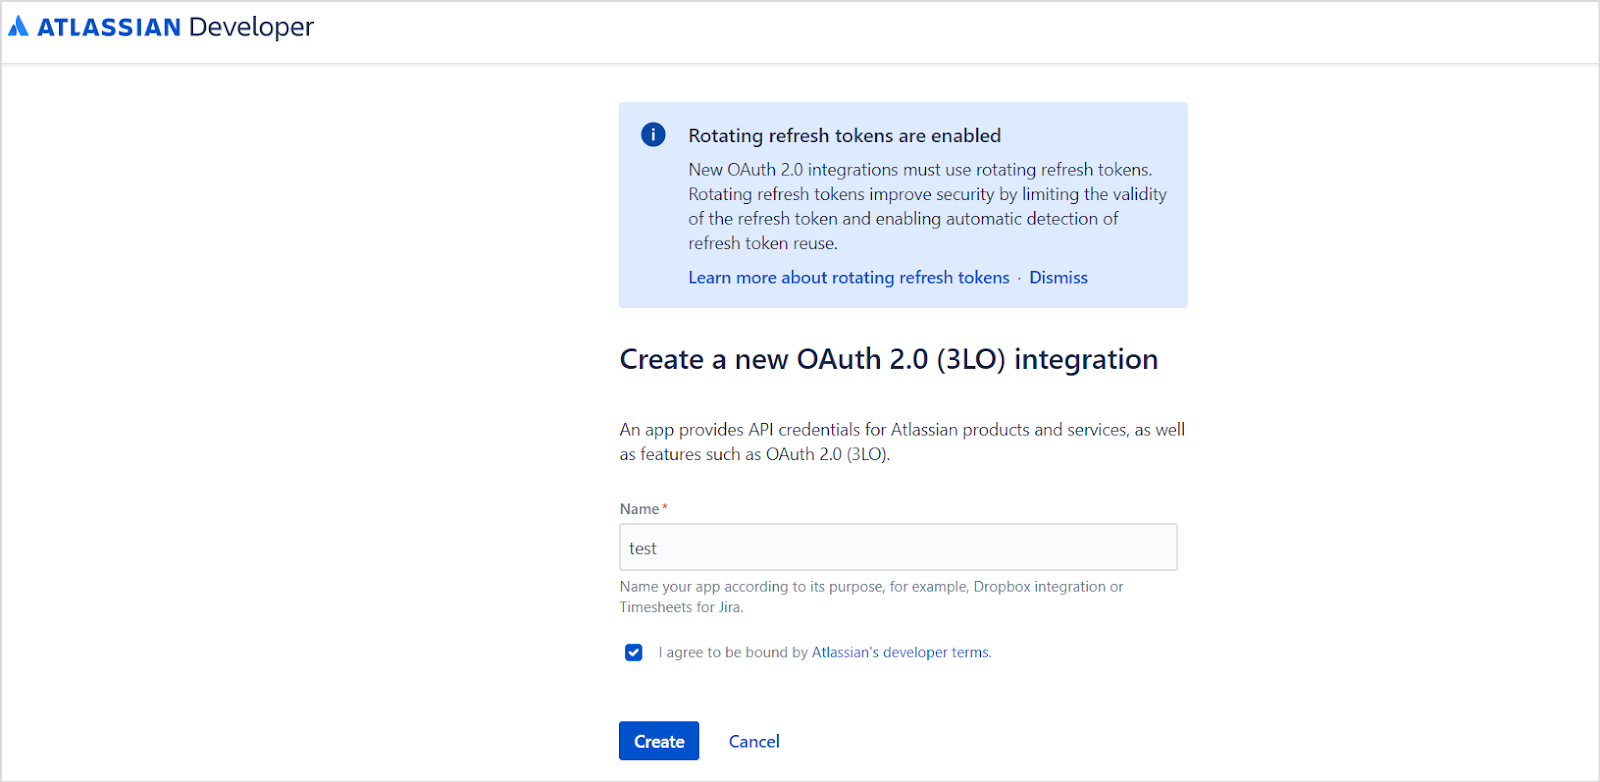 ATLASSIAN Developer
Rotating refresh tokens are enabled
New OAuth 2.0 integrations must use rotating refresh tokens.
Rotating refresh tokens improve security by limiting the validity
of the refresh token and enabling automatic detection of
refresh token reuse.
Learn more about rotating refresh tokens · Dismiss
Create a new OAuth 2.0 (3LO) integration
An app provides API credentials for Atlassian products and services, as well
as features such as OAuth 2.0 (3LO).
Name*
test
Name your app according to its purpose, for example, Dropbox integration or
Timesheets for Jira.
I agree to be bound by Atlassian's developer terms.
Create Cancel